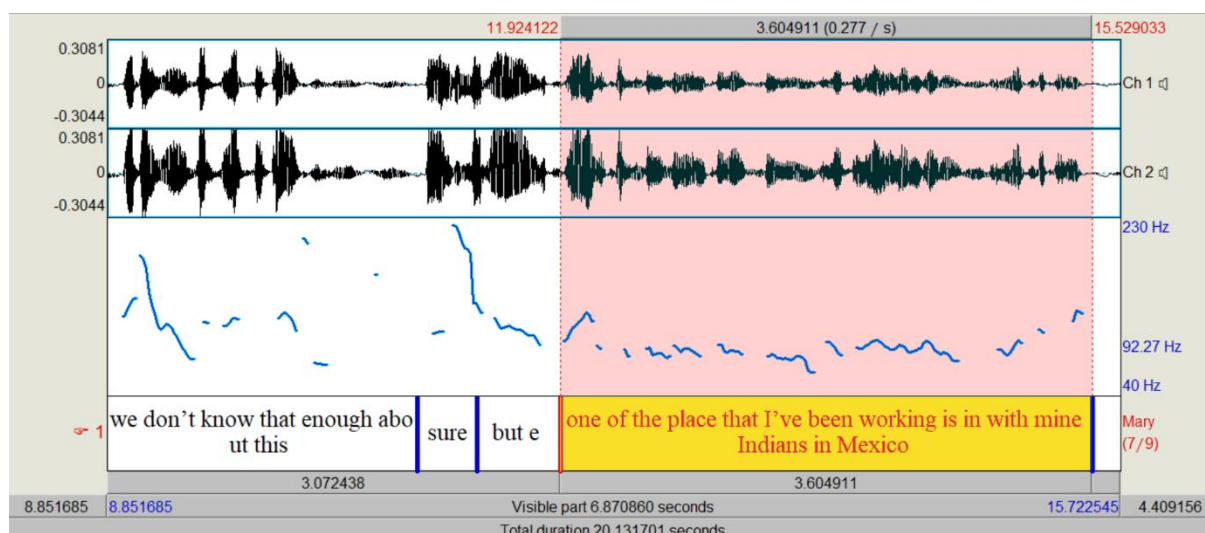 11.924122 3.604911 (0.277 / s) 15.529033
0.3081
0
-0.3044
Ch 1
0.3081
0
-0.3044
Ch 2
230 Hz
92.27 Hz
40 Hz
1
we don't know that enough abo
ut this
sure
but e
one of the place that I've been working is in with mine
Indians in Mexico
Mary
(7/9)
3.072438 3.604911
8.851685 8.851685 Visible part 6.870860 seconds 15.722545 4.409156
Total duration 20.131701 seconds